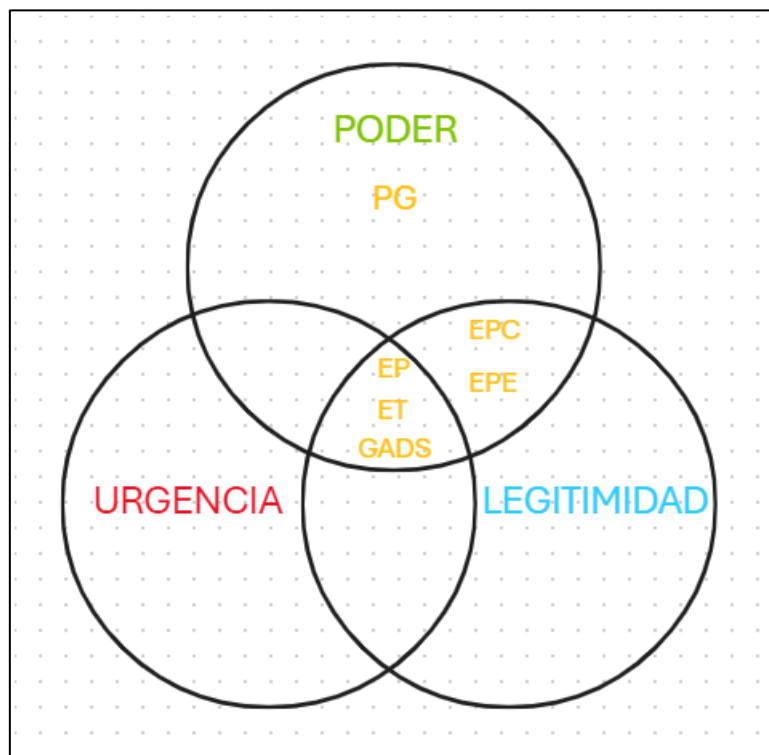 PODER
PG
EPC
EP
EPE
ET
GADS
URGENCIA
LEGITIMIDAD